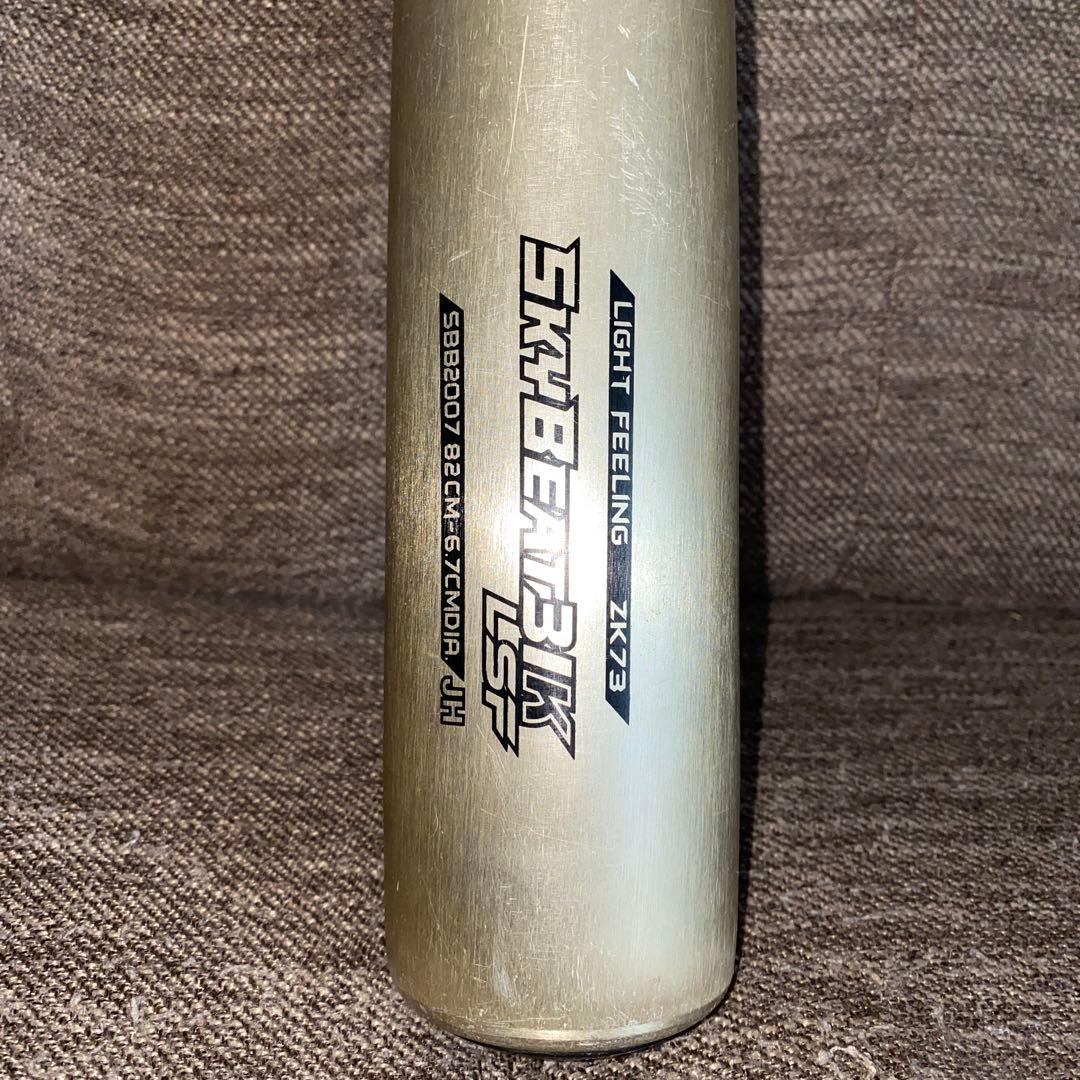 LIGHT FEELING ZK73
SKYBEAT31K
LSF
SBB2007 82CM-6.7CMDIA. JH